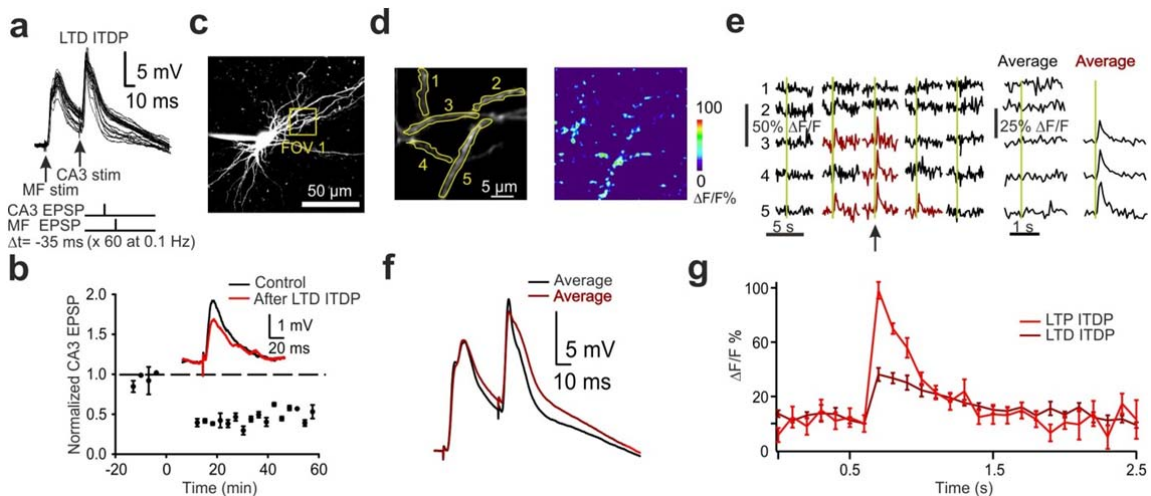 a
LTD ITDP
5 mV
10 ms
MF stim
CA3 stim
CA3 EPSP
MF EPSP
Δt= -35 ms (x 60 at 0.1 Hz)
b
Control
After LTD ITDP
1 mV
20 ms
Normalized CA3 EPSP
2.0
1.5
1.0
0.5
0.0
-20
0
20
40
60
Time (min)
c
FOV 1
50 µm
d
1
2
3
4
5
5 µm
100
0
ΔF/F%
e
1
2
3
4
5
50% ΔF/F
5 s
Average
Average
25% ΔF/F
1 s
f
Average
Average
5 mV
10 ms
g
ΔF/F %
100
60
20
0
LTP ITDP
LTD ITDP
0.5
1.5
2.5
Time (s)